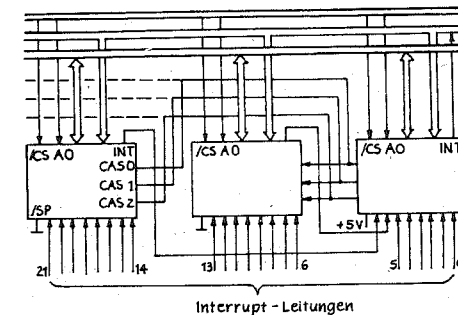 /CS A0 INT
CAS 0
CAS 1
CAS 2
/SP
21 14
/CS A0
13 6
/CS A0 INT
+5V
5
Interrupt-Leitungen